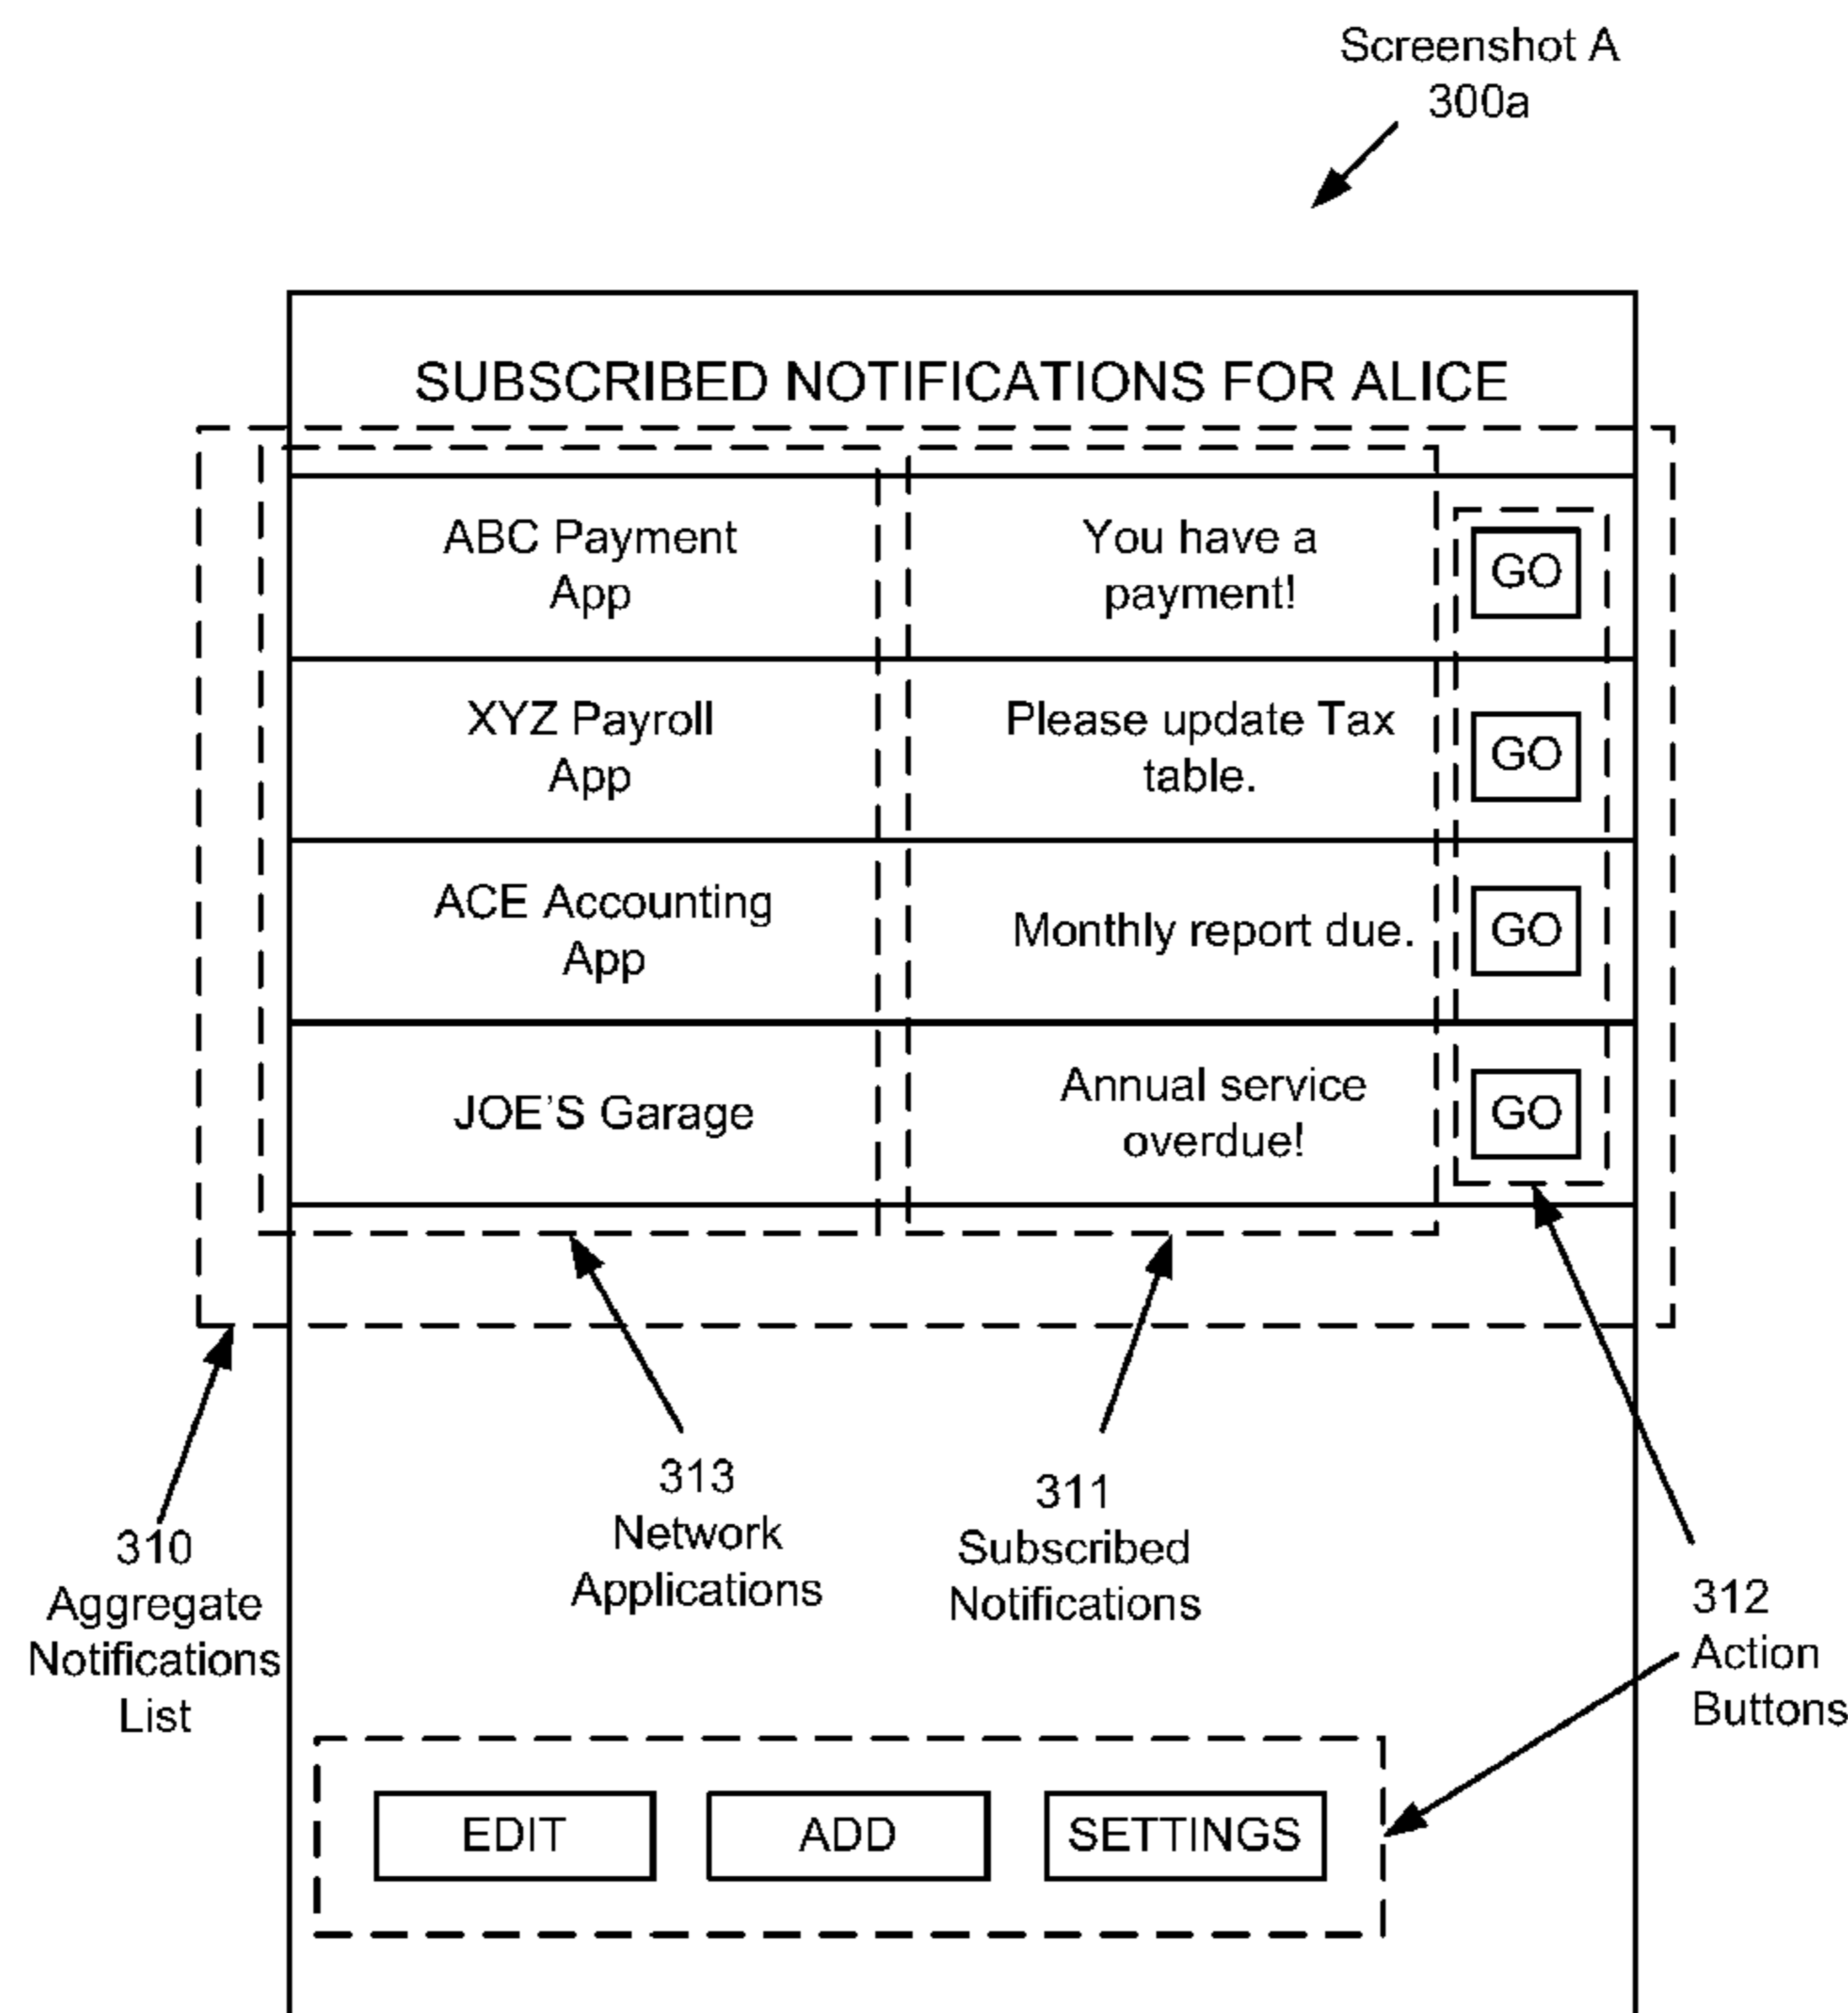 Screenshot A
300a
SUBSCRIBED NOTIFICATIONS FOR ALICE
ABC Payment
App
You have a
payment!
GO
XYZ Payroll
App
Please update Tax
table.
GO
ACE Accounting
App
Monthly report due.
GO
JOE'S Garage
Annual service
overdue!
GO
310
Aggregate
Notifications
List
313
Network
Applications
311
Subscribed
Notifications
312
Action
Buttons
EDIT
ADD
SETTINGS